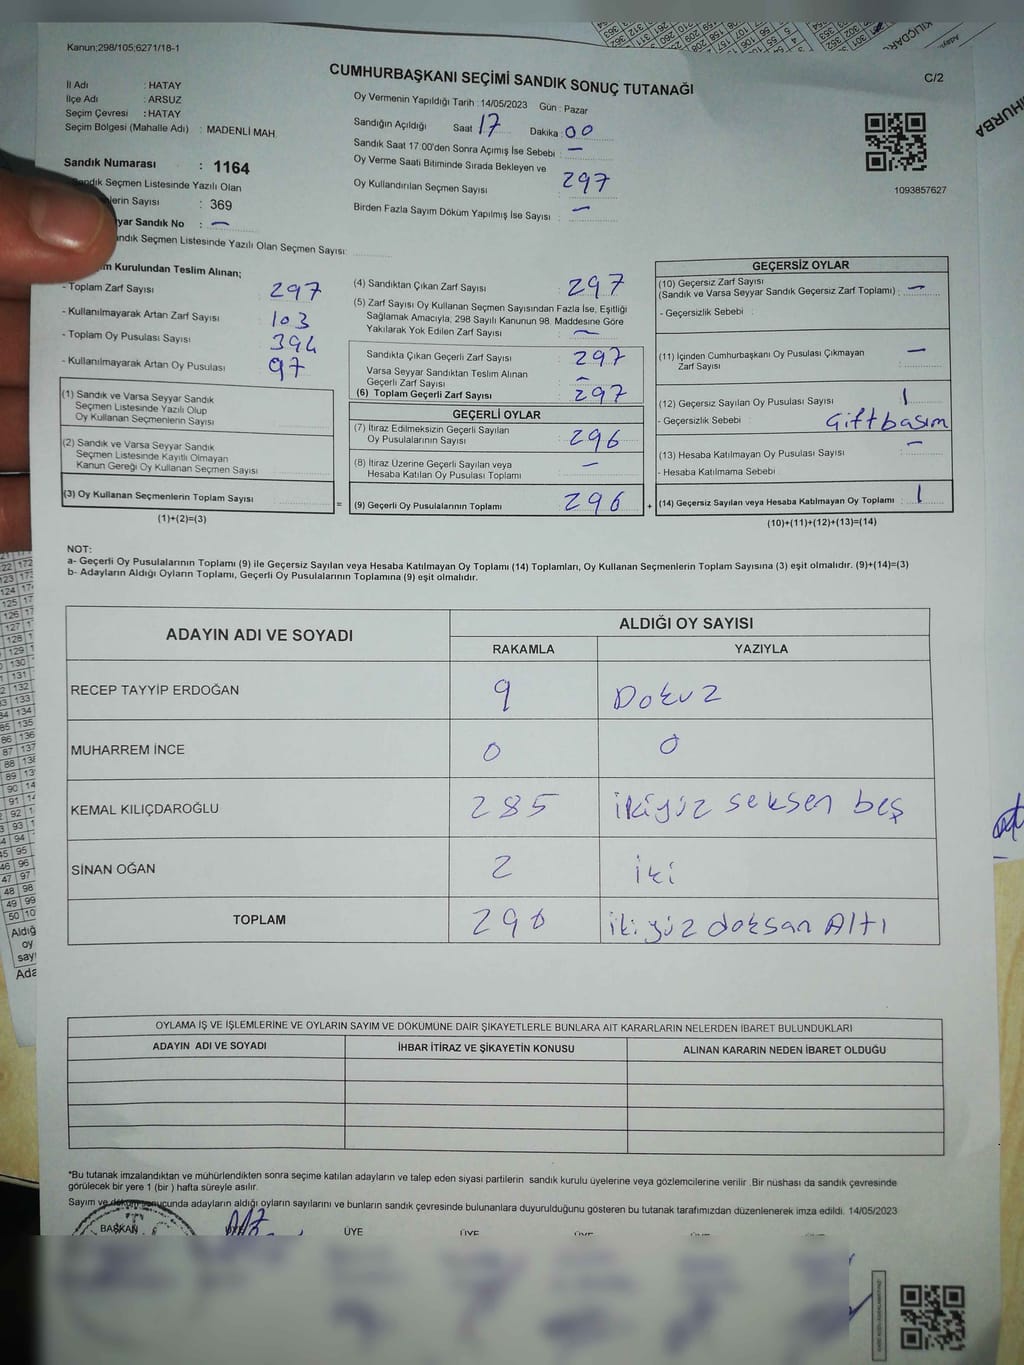 Kanun;298/105;6271/18-1
CUMHURBAŞKANI SEÇİMİ SANDIK SONUÇ TUTANAĞI
C/2
İl Adı : HATAY
İlçe Adı : ARSUZ
Seçim Çevresi : HATAY
Seçim Bölgesi (Mahalle Adı) : MADENLİ MAH.
Sandık Numarası : 1164
Sandık Seçmen Listesinde Yazılı Olan
lerin Sayısı : 369
yar Sandık No : –
ndık Seçmen Listesinde Yazılı Olan Seçmen Sayısı:
Oy Vermenin Yapıldığı Tarih : 14/05/2023 Gün : Pazar
Sandığın Açıldığı Saat 17 Dakika : 00
Sandık Saat 17:00'den Sonra Açımış İse Sebebi : –
Oy Verme Saati Bitiminde Sırada Bekleyen ve
Oy Kullandırılan Seçmen Sayısı 297
Birden Fazla Sayım Döküm Yapılmış İse Sayısı : –
1093857627
m Kurulundan Teslim Alınan;
- Toplam Zarf Sayısı 297
- Kullanılmayarak Artan Zarf Sayısı 103
- Toplam Oy Pusulası Sayısı 394
- Kullanılmayarak Artan Oy Pusulası 97
(1) Sandık ve Varsa Seyyar Sandık
Seçmen Listesinde Yazılı Olup
Oy Kullanan Seçmenlerin Sayısı
(2) Sandık ve Varsa Seyyar Sandık
Seçmen Listesinde Kayıtlı Olmayan
Kanun Gereği Oy Kullanan Seçmen Sayısı
(3) Oy Kullanan Seçmenlerin Toplam Sayısı
(1)+(2)=(3)
=
(4) Sandıktan Çıkan Zarf Sayısı 297
(5) Zarf Sayısı Oy Kullanan Seçmen Sayısından Fazla İse, Eşitliği
Sağlamak Amacıyla, 298 Sayılı Kanunun 98. Maddesine Göre
Yakılarak Yok Edilen Zarf Sayısı –
Sandıkta Çıkan Geçerli Zarf Sayısı 297
Varsa Seyyar Sandıktan Teslim Alınan
Geçerli Zarf Sayısı –
(6) Toplam Geçerli Zarf Sayısı 297
GEÇERLİ OYLAR
(7) İtiraz Edilmeksizin Geçerli Sayılan
Oy Pusulalarının Sayısı 296
(8) İtiraz Üzerine Geçerli Sayılan veya
Hesaba Katılan Oy Pusulası Toplamı –
(9) Geçerli Oy Pusulalarının Toplamı 296
+
GEÇERSİZ OYLAR
(10) Geçersiz Zarf Sayısı
(Sandık ve Varsa Seyyar Sandık Geçersiz Zarf Toplamı) : –
- Geçersizlik Sebebi :
(11) İçinden Cumhurbaşkanı Oy Pusulası Çıkmayan
Zarf Sayısı –
(12) Geçersiz Sayılan Oy Pusulası Sayısı 1
- Geçersizlik Sebebi : Çiftbasım
(13) Hesaba Katılmayan Oy Pusulası Sayısı –
- Hesaba Katılmama Sebebi :
(14) Geçersiz Sayılan veya Hesaba Katılmayan Oy Toplamı : 1
(10)+(11)+(12)+(13)=(14)
NOT:
a- Geçerli Oy Pusulalarının Toplamı (9) ile Geçersiz Sayılan veya Hesaba Katılmayan Oy Toplamı (14) Toplamları, Oy Kullanan Seçmenlerin Toplam Sayısına (3) eşit olmalıdır. (9)+(14)=(3)
b- Adayların Aldığı Oyların Toplamı, Geçerli Oy Pusulalarının Toplamına (9) eşit olmalıdır.
ADAYIN ADI VE SOYADI
ALDIĞI OY SAYISI
RAKAMLA YAZIYLA
RECEP TAYYİP ERDOĞAN 9 Dokuz
MUHARREM İNCE 0 0
KEMAL KILIÇDAROĞLU 285 ikiyüz seksen beş
SİNAN OĞAN 2 iki
TOPLAM 296 ikiyüz doksan Altı
OYLAMA İŞ VE İŞLEMLERİNE VE OYLARIN SAYIM VE DÖKÜMÜNE DAİR ŞİKAYETLERLE BUNLARA AİT KARARLARIN NELERDEN İBARET BULUNDUKLARI
ADAYIN ADI VE SOYADI İHBAR İTİRAZ VE ŞİKAYETİN KONUSU ALINAN KARARIN NEDEN İBARET OLDUĞU
*Bu tutanak imzalandıktan ve mühürlendikten sonra seçime katılan adayların ve talep eden siyasi partilerin sandık kurulu üyelerine veya gözlemcilerine verilir. Bir nüshası da sandık çevresinde
görülecek bir yere 1 (bir ) hafta süreyle asılır.
Sayım ve döküm sonucunda adayların aldığı oyların sayılarını ve bunların sandık çevresinde bulunanlara duyurulduğunu gösteren bu tutanak tarafımızdan düzenlenerek imza edildi. 14/05/2023
BAŞKAN ÜYE ÜYE ÜYE ÜYE